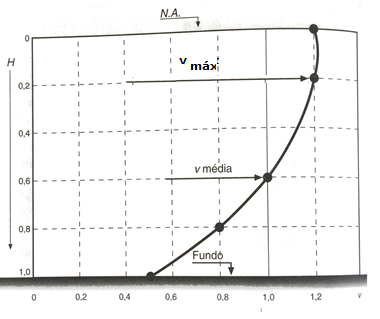 N.A.
0
v máx
H
0,2
0,4
v média
0,6
0,8
Fundo
1,0
0 0,2 0,4 0,6 0,8 1,0 1,2 v